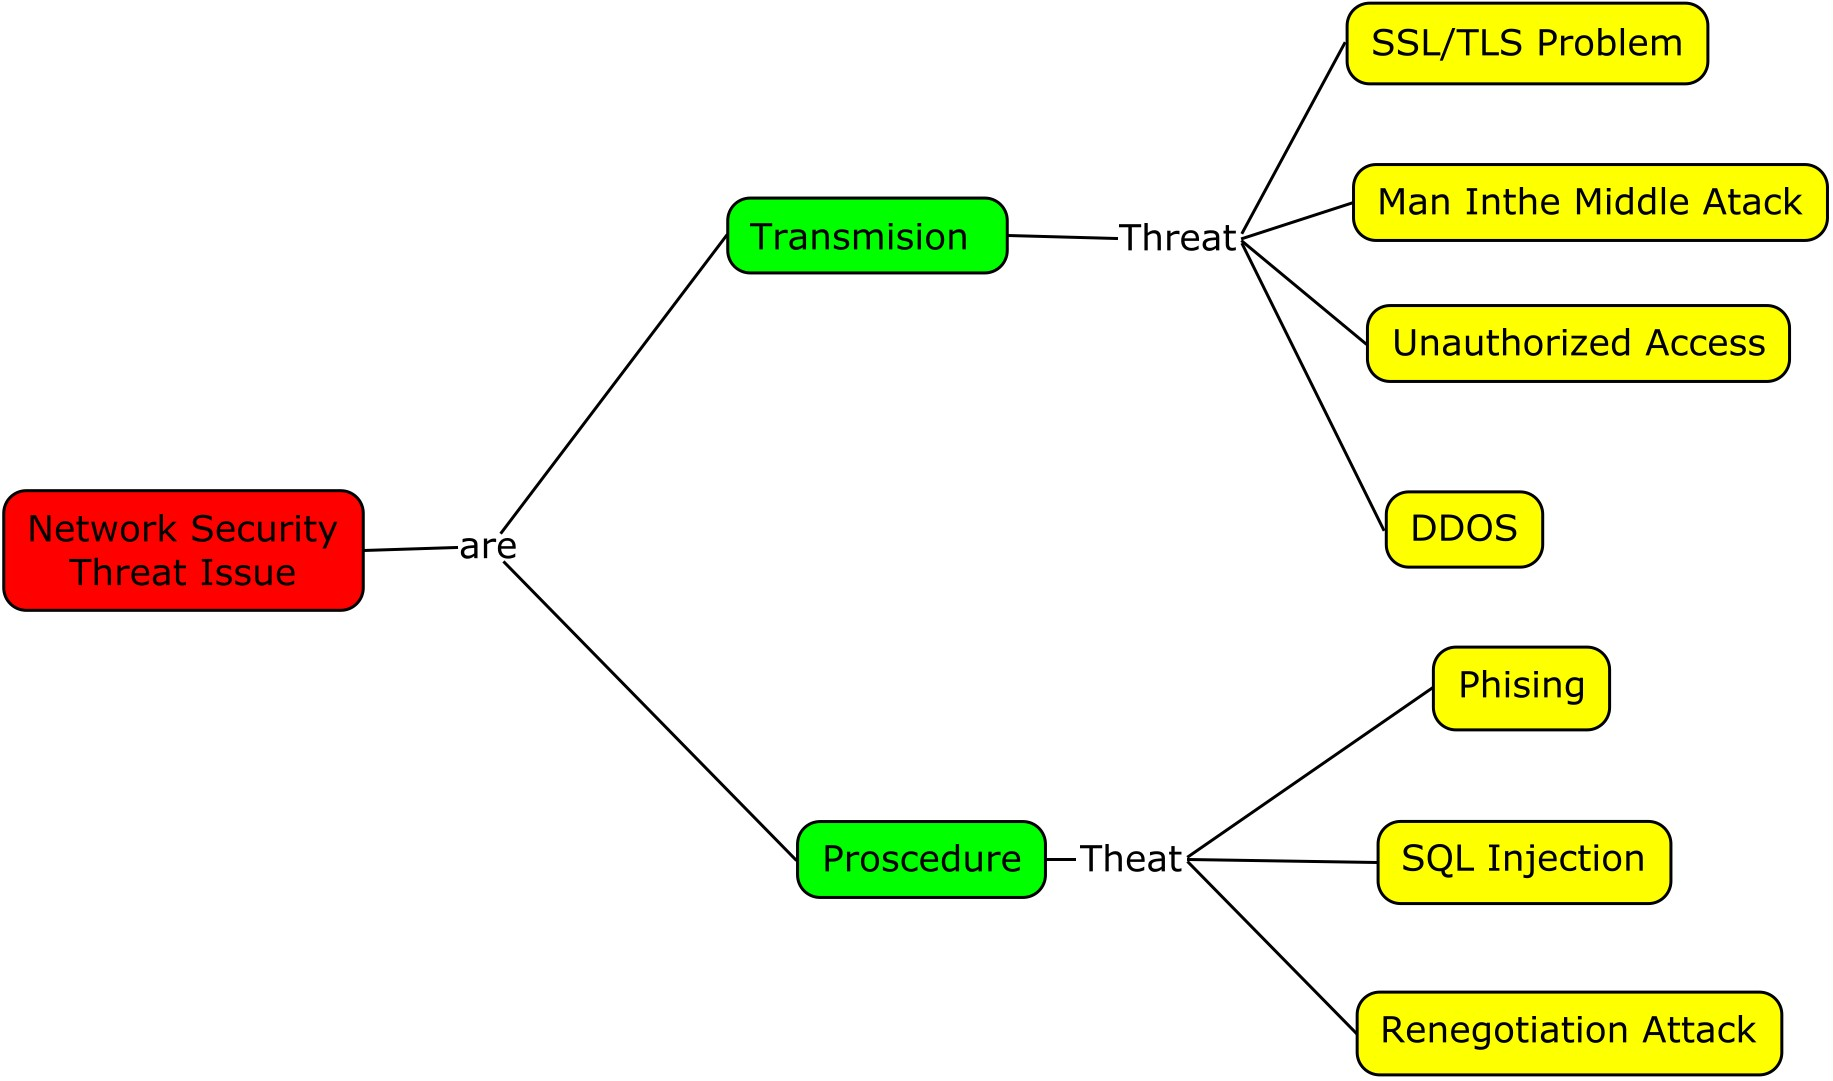 SSL/TLS Problem
Man Inthe Middle Atack
Transmision
Threat
Unauthorized Access
DDOS
Network Security
Threat Issue
are
Phising
Proscedure
Theat
SQL Injection
Renegotiation Attack